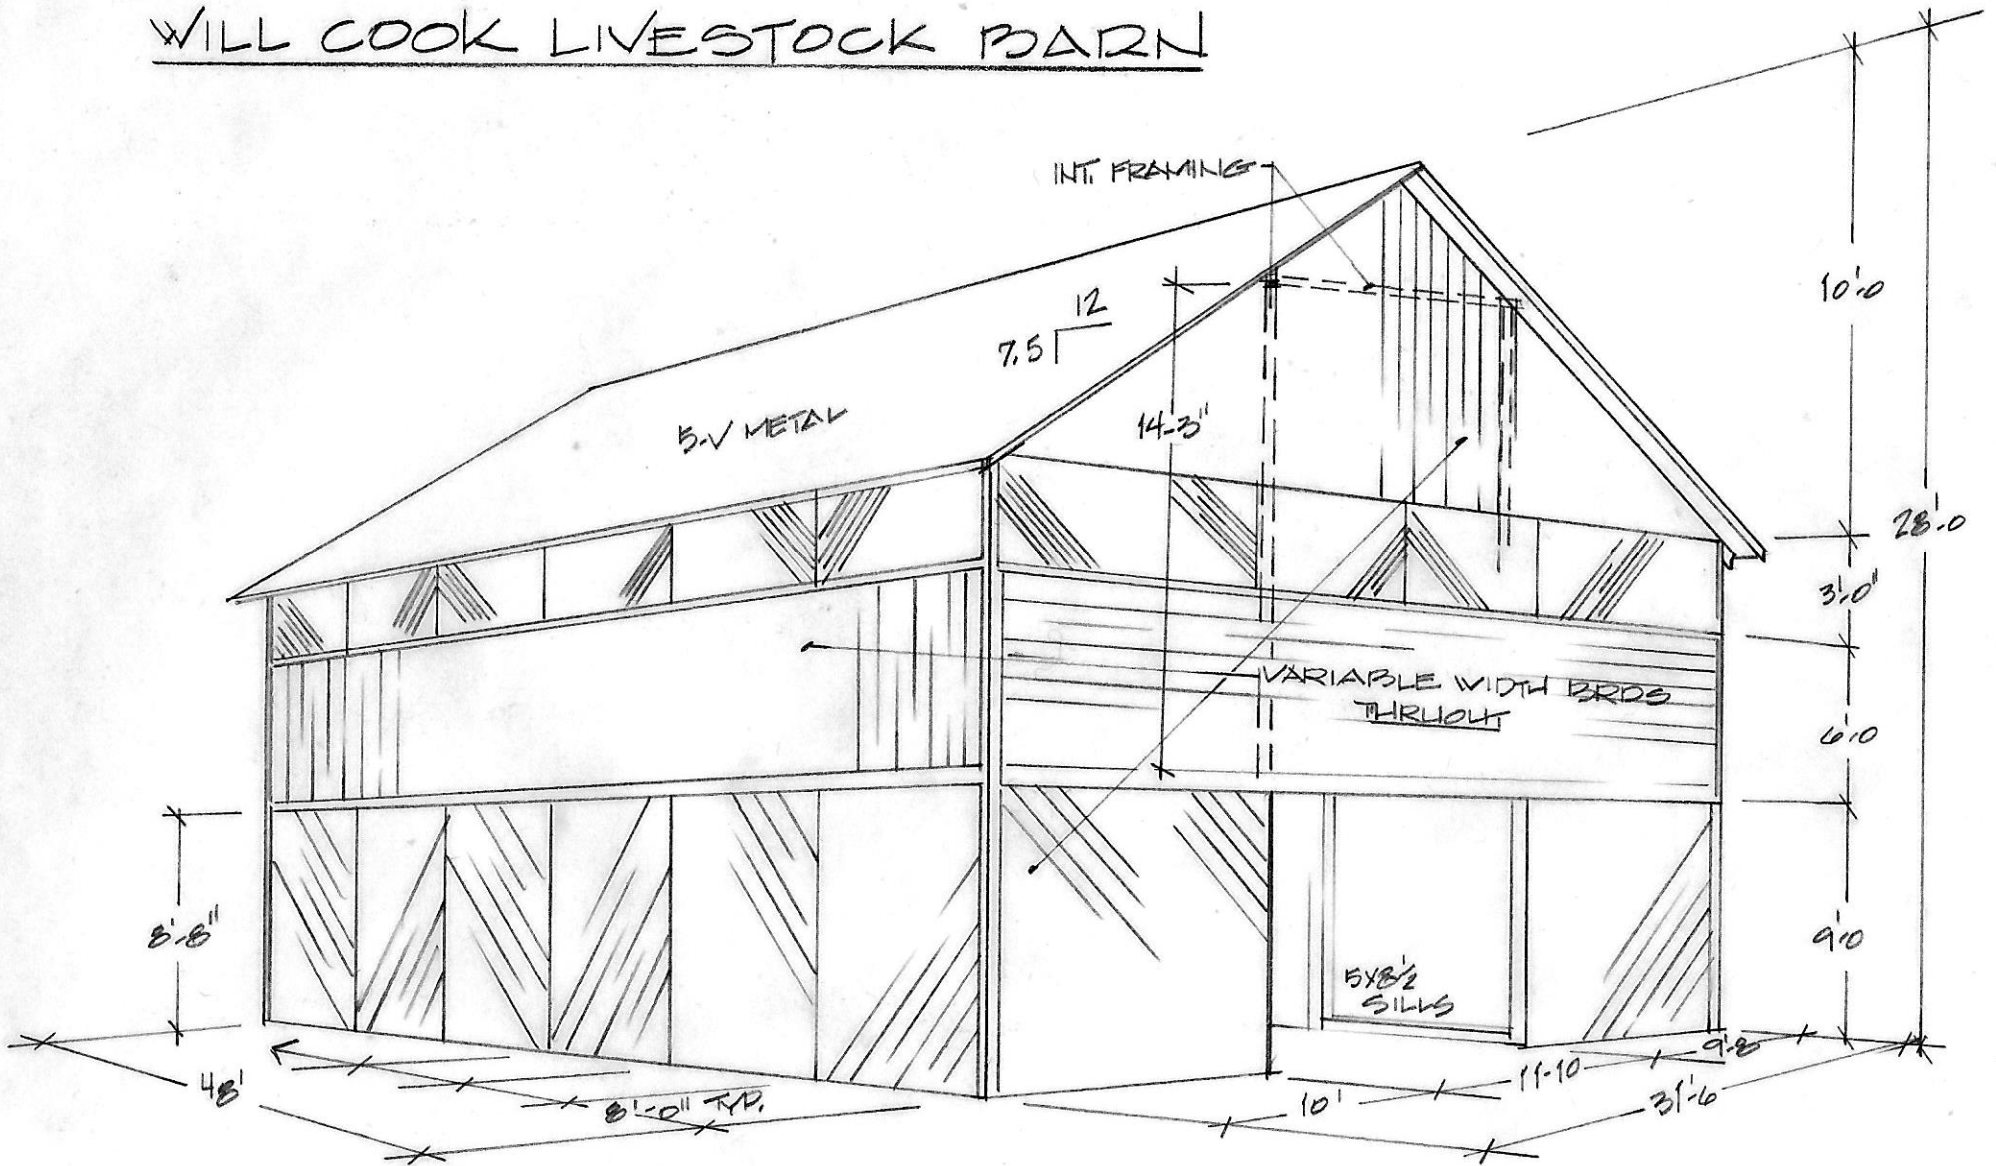 WILL COOK LIVESTOCK BARN
INT. FRAMING
12
7.5
5-V METAL
14-3"
10'-0
28'-0
3'-0"
VARIABLE WIDTH BRDS
THRUOUT
6'-0
9'-0
8'-8"
5X8½
SILLS
48'
8'-0" TYP.
10'
11-10
9'-8
31'-6